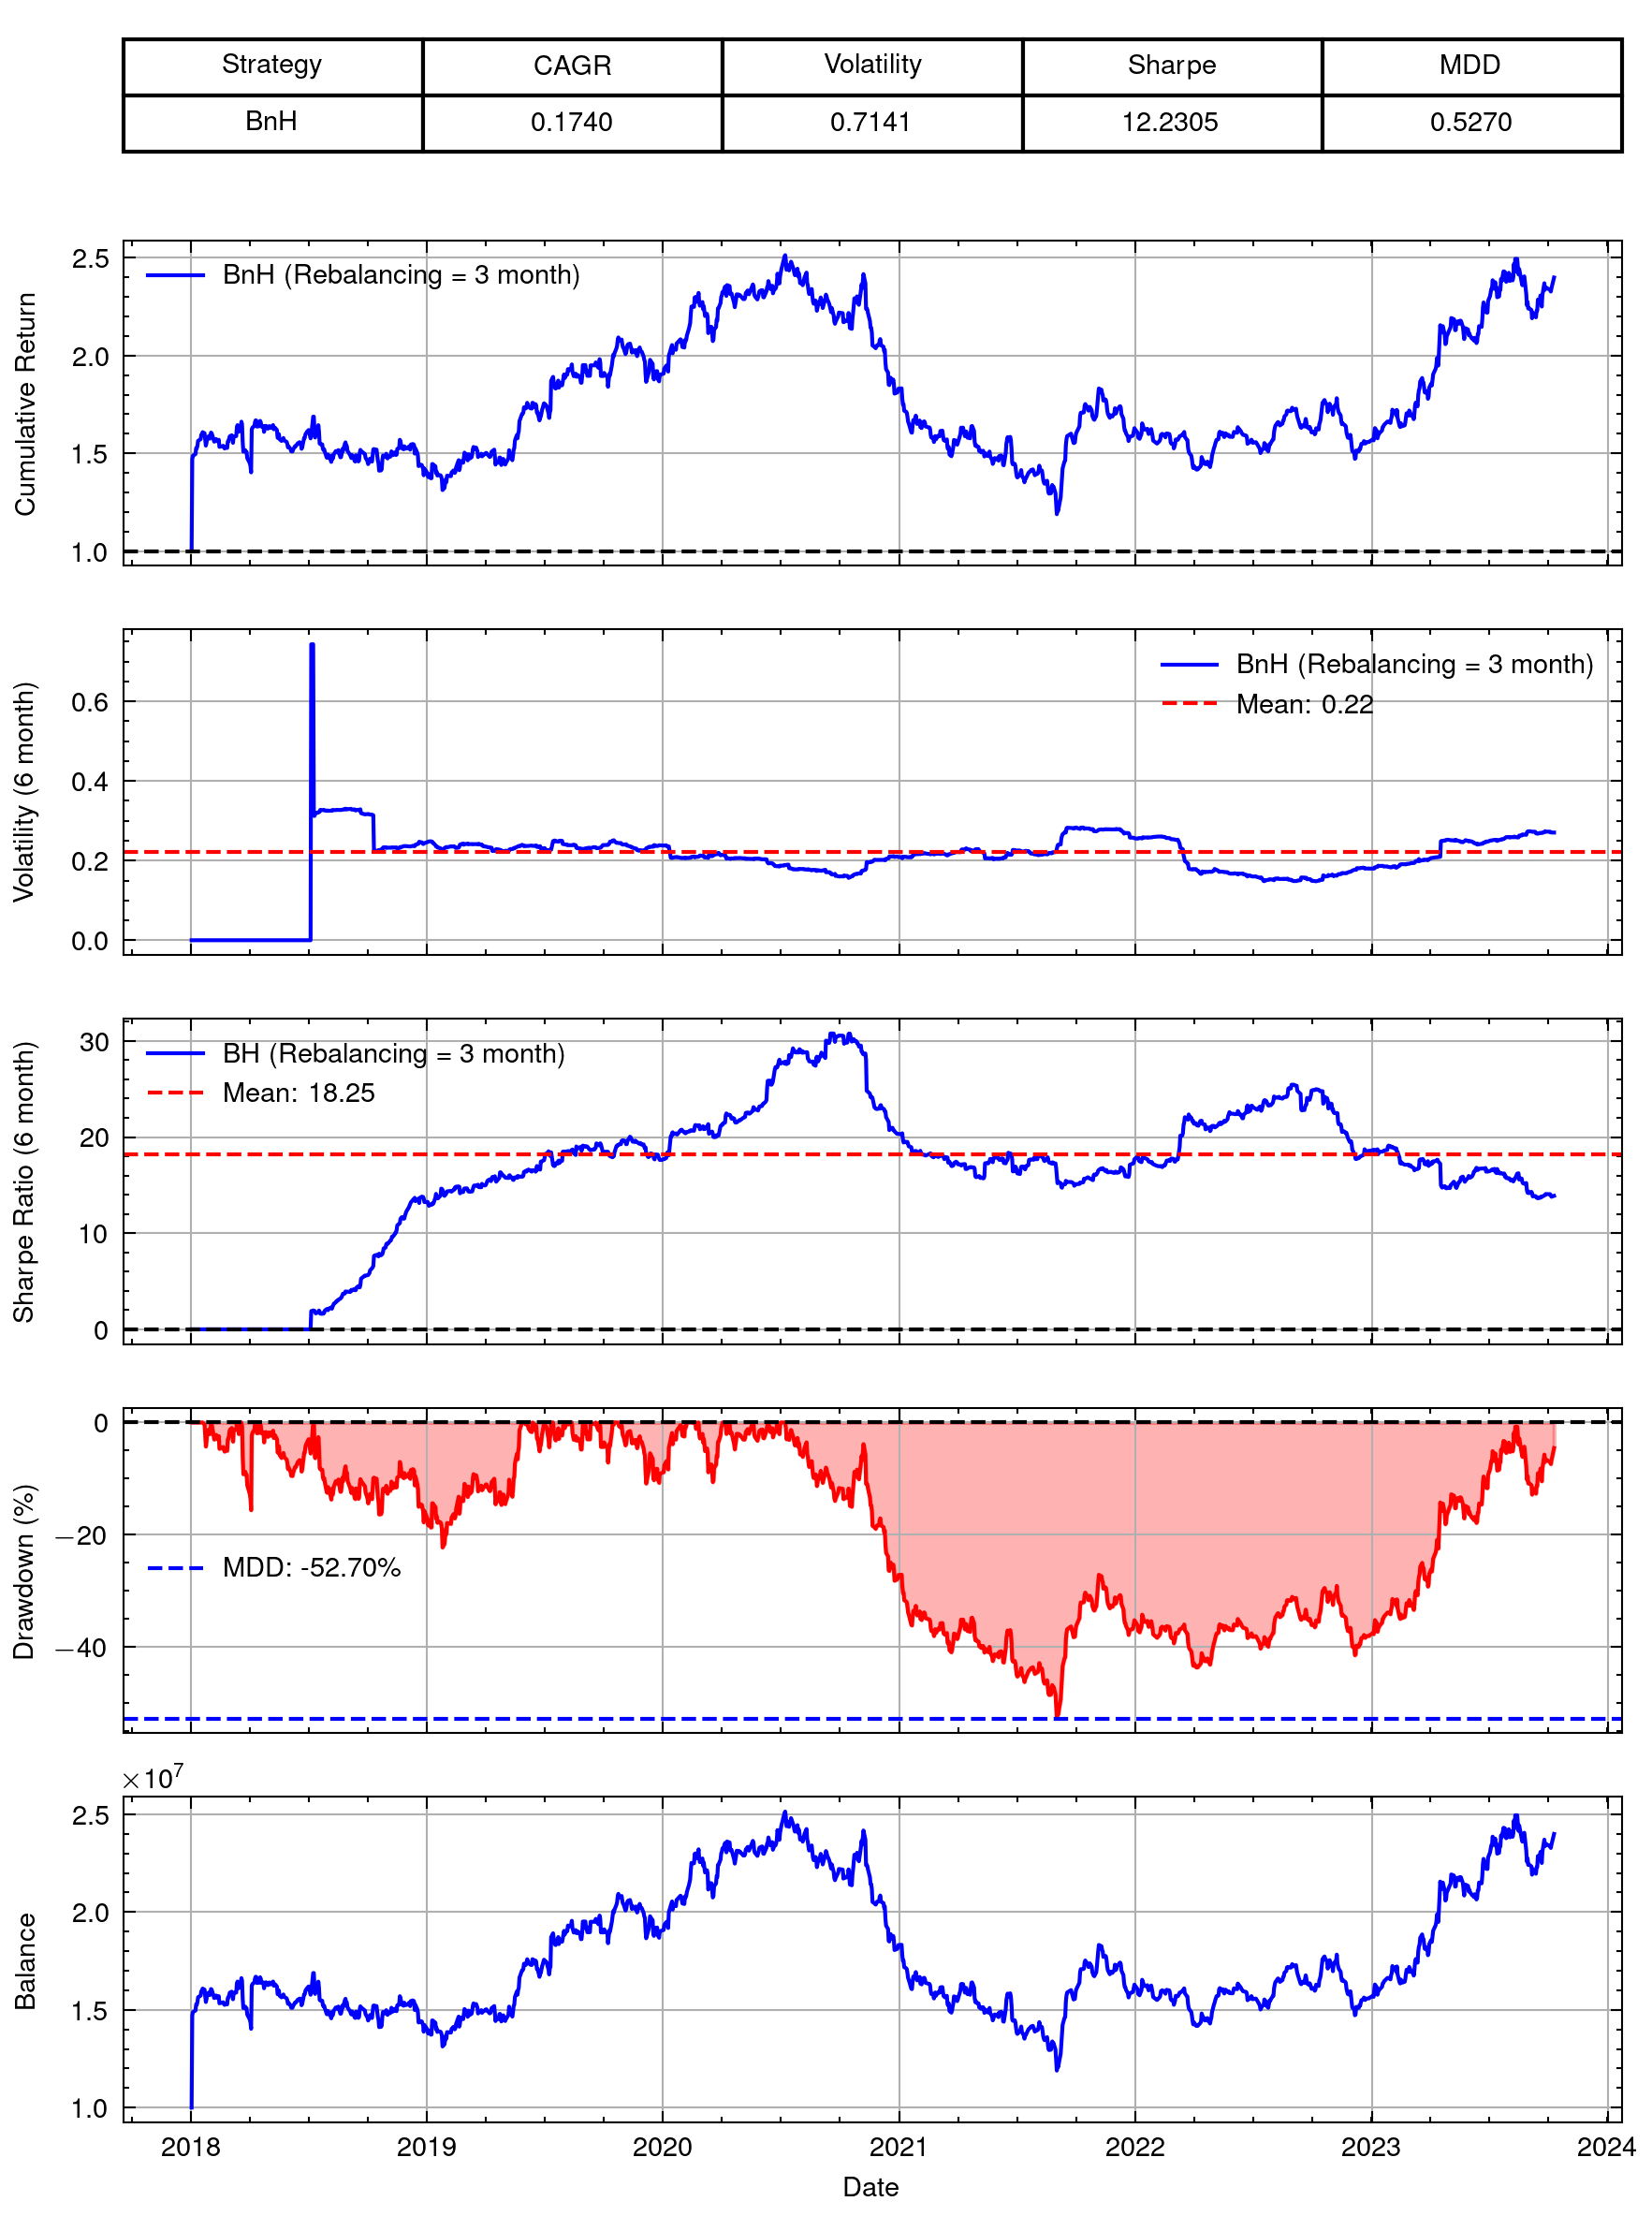 Strategy CAGR Volatility Sharpe MDD
BnH 0.1740 0.7141 12.2305 0.5270
Cumulative Return
2.5
2.0
1.5
1.0
BnH (Rebalancing = 3 month)
Volatility (6 month)
0.6
0.4
0.2
0.0
BnH (Rebalancing = 3 month)
Mean: 0.22
Sharpe Ratio (6 month)
30
20
10
0
BH (Rebalancing = 3 month)
Mean: 18.25
Drawdown (%)
0
−20
−40
MDD: -52.70%
×10⁷
Balance
2.5
2.0
1.5
1.0
2018 2019 2020 2021 2022 2023 2024
Date